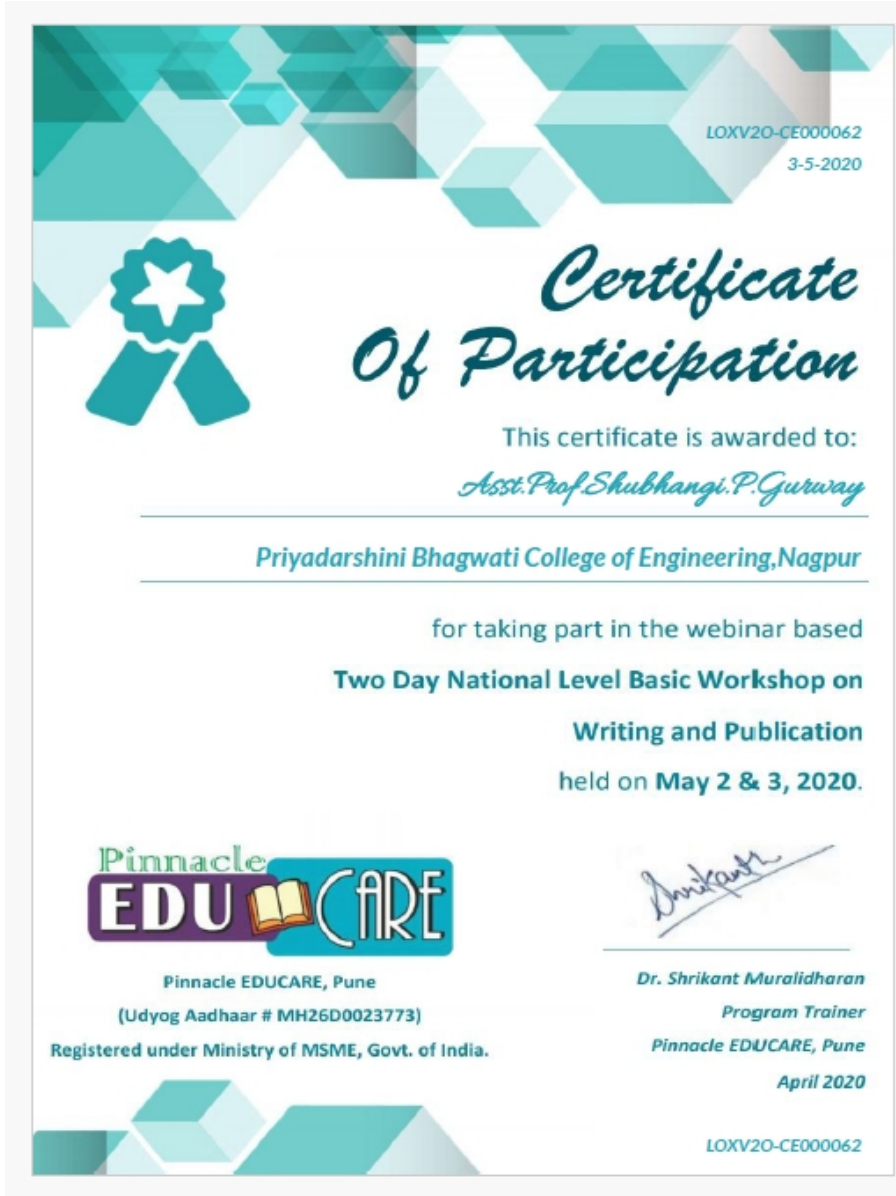 LOXV2O-CE000062
3-5-2020
Certificate
Of Participation
This certificate is awarded to:
Asst.Prof.Shubhangi.P.Gurway
Priyadarshini Bhagwati College of Engineering,Nagpur
for taking part in the webinar based
Two Day National Level Basic Workshop on
Writing and Publication
held on May 2 & 3, 2020.
Pinnacle
EDU CARE
Pinnacle EDUCARE, Pune
(Udyog Aadhaar # MH26D0023773)
Registered under Ministry of MSME, Govt. of India.
Shrikanth
Dr. Shrikant Muralidharan
Program Trainer
Pinnacle EDUCARE, Pune
April 2020
LOXV2O-CE000062